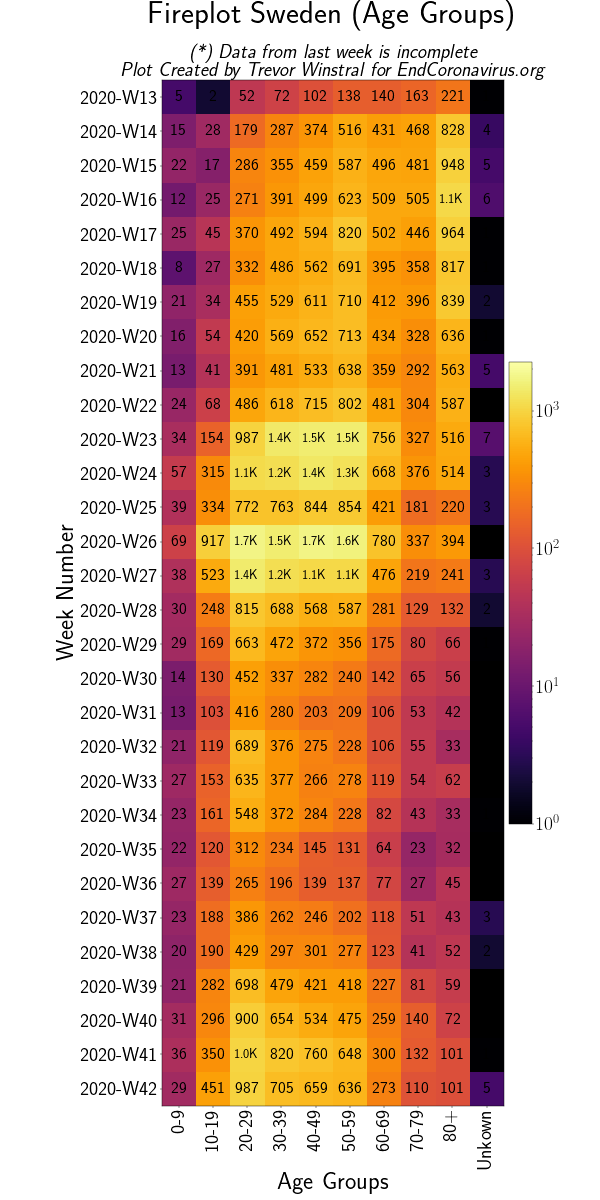 Fireplot Sweden (Age Groups)
(*) Data from last week is incomplete
Plot Created by Trevor Winstral for EndCoronavirus.org
2020-W13 5 2 52 72 102 138 140 163 221
2020-W14 15 28 179 287 374 516 431 468 828 4
2020-W15 22 17 286 355 459 587 496 481 948 5
2020-W16 12 25 271 391 499 623 509 505 1.1K 6
2020-W17 25 45 370 492 594 820 502 446 964
2020-W18 8 27 332 486 562 691 395 358 817
2020-W19 21 34 455 529 611 710 412 396 839 2
2020-W20 16 54 420 569 652 713 434 328 636
2020-W21 13 41 391 481 533 638 359 292 563 5
2020-W22 24 68 486 618 715 802 481 304 587
2020-W23 34 154 987 1.4K 1.5K 1.5K 756 327 516 7
2020-W24 57 315 1.1K 1.2K 1.4K 1.3K 668 376 514 3
2020-W25 39 334 772 763 844 854 421 181 220 3
2020-W26 69 917 1.7K 1.5K 1.7K 1.6K 780 337 394
2020-W27 38 523 1.4K 1.2K 1.1K 1.1K 476 219 241 3
2020-W28 30 248 815 688 568 587 281 129 132 2
2020-W29 29 169 663 472 372 356 175 80 66
2020-W30 14 130 452 337 282 240 142 65 56
2020-W31 13 103 416 280 203 209 106 53 42
2020-W32 21 119 689 376 275 228 106 55 33
2020-W33 27 153 635 377 266 278 119 54 62
2020-W34 23 161 548 372 284 228 82 43 33
2020-W35 22 120 312 234 145 131 64 23 32
2020-W36 27 139 265 196 139 137 77 27 45
2020-W37 23 188 386 262 246 202 118 51 43 3
2020-W38 20 190 429 297 301 277 123 41 52 2
2020-W39 21 282 698 479 421 418 227 81 59
2020-W40 31 296 900 654 534 475 259 140 72
2020-W41 36 350 1.0K 820 760 648 300 132 101
2020-W42 29 451 987 705 659 636 273 110 101 5
0-9 10-19 20-29 30-39 40-49 50-59 60-69 70-79 80+ Unkown
Age Groups
Week Number
10³
10²
10¹
10⁰